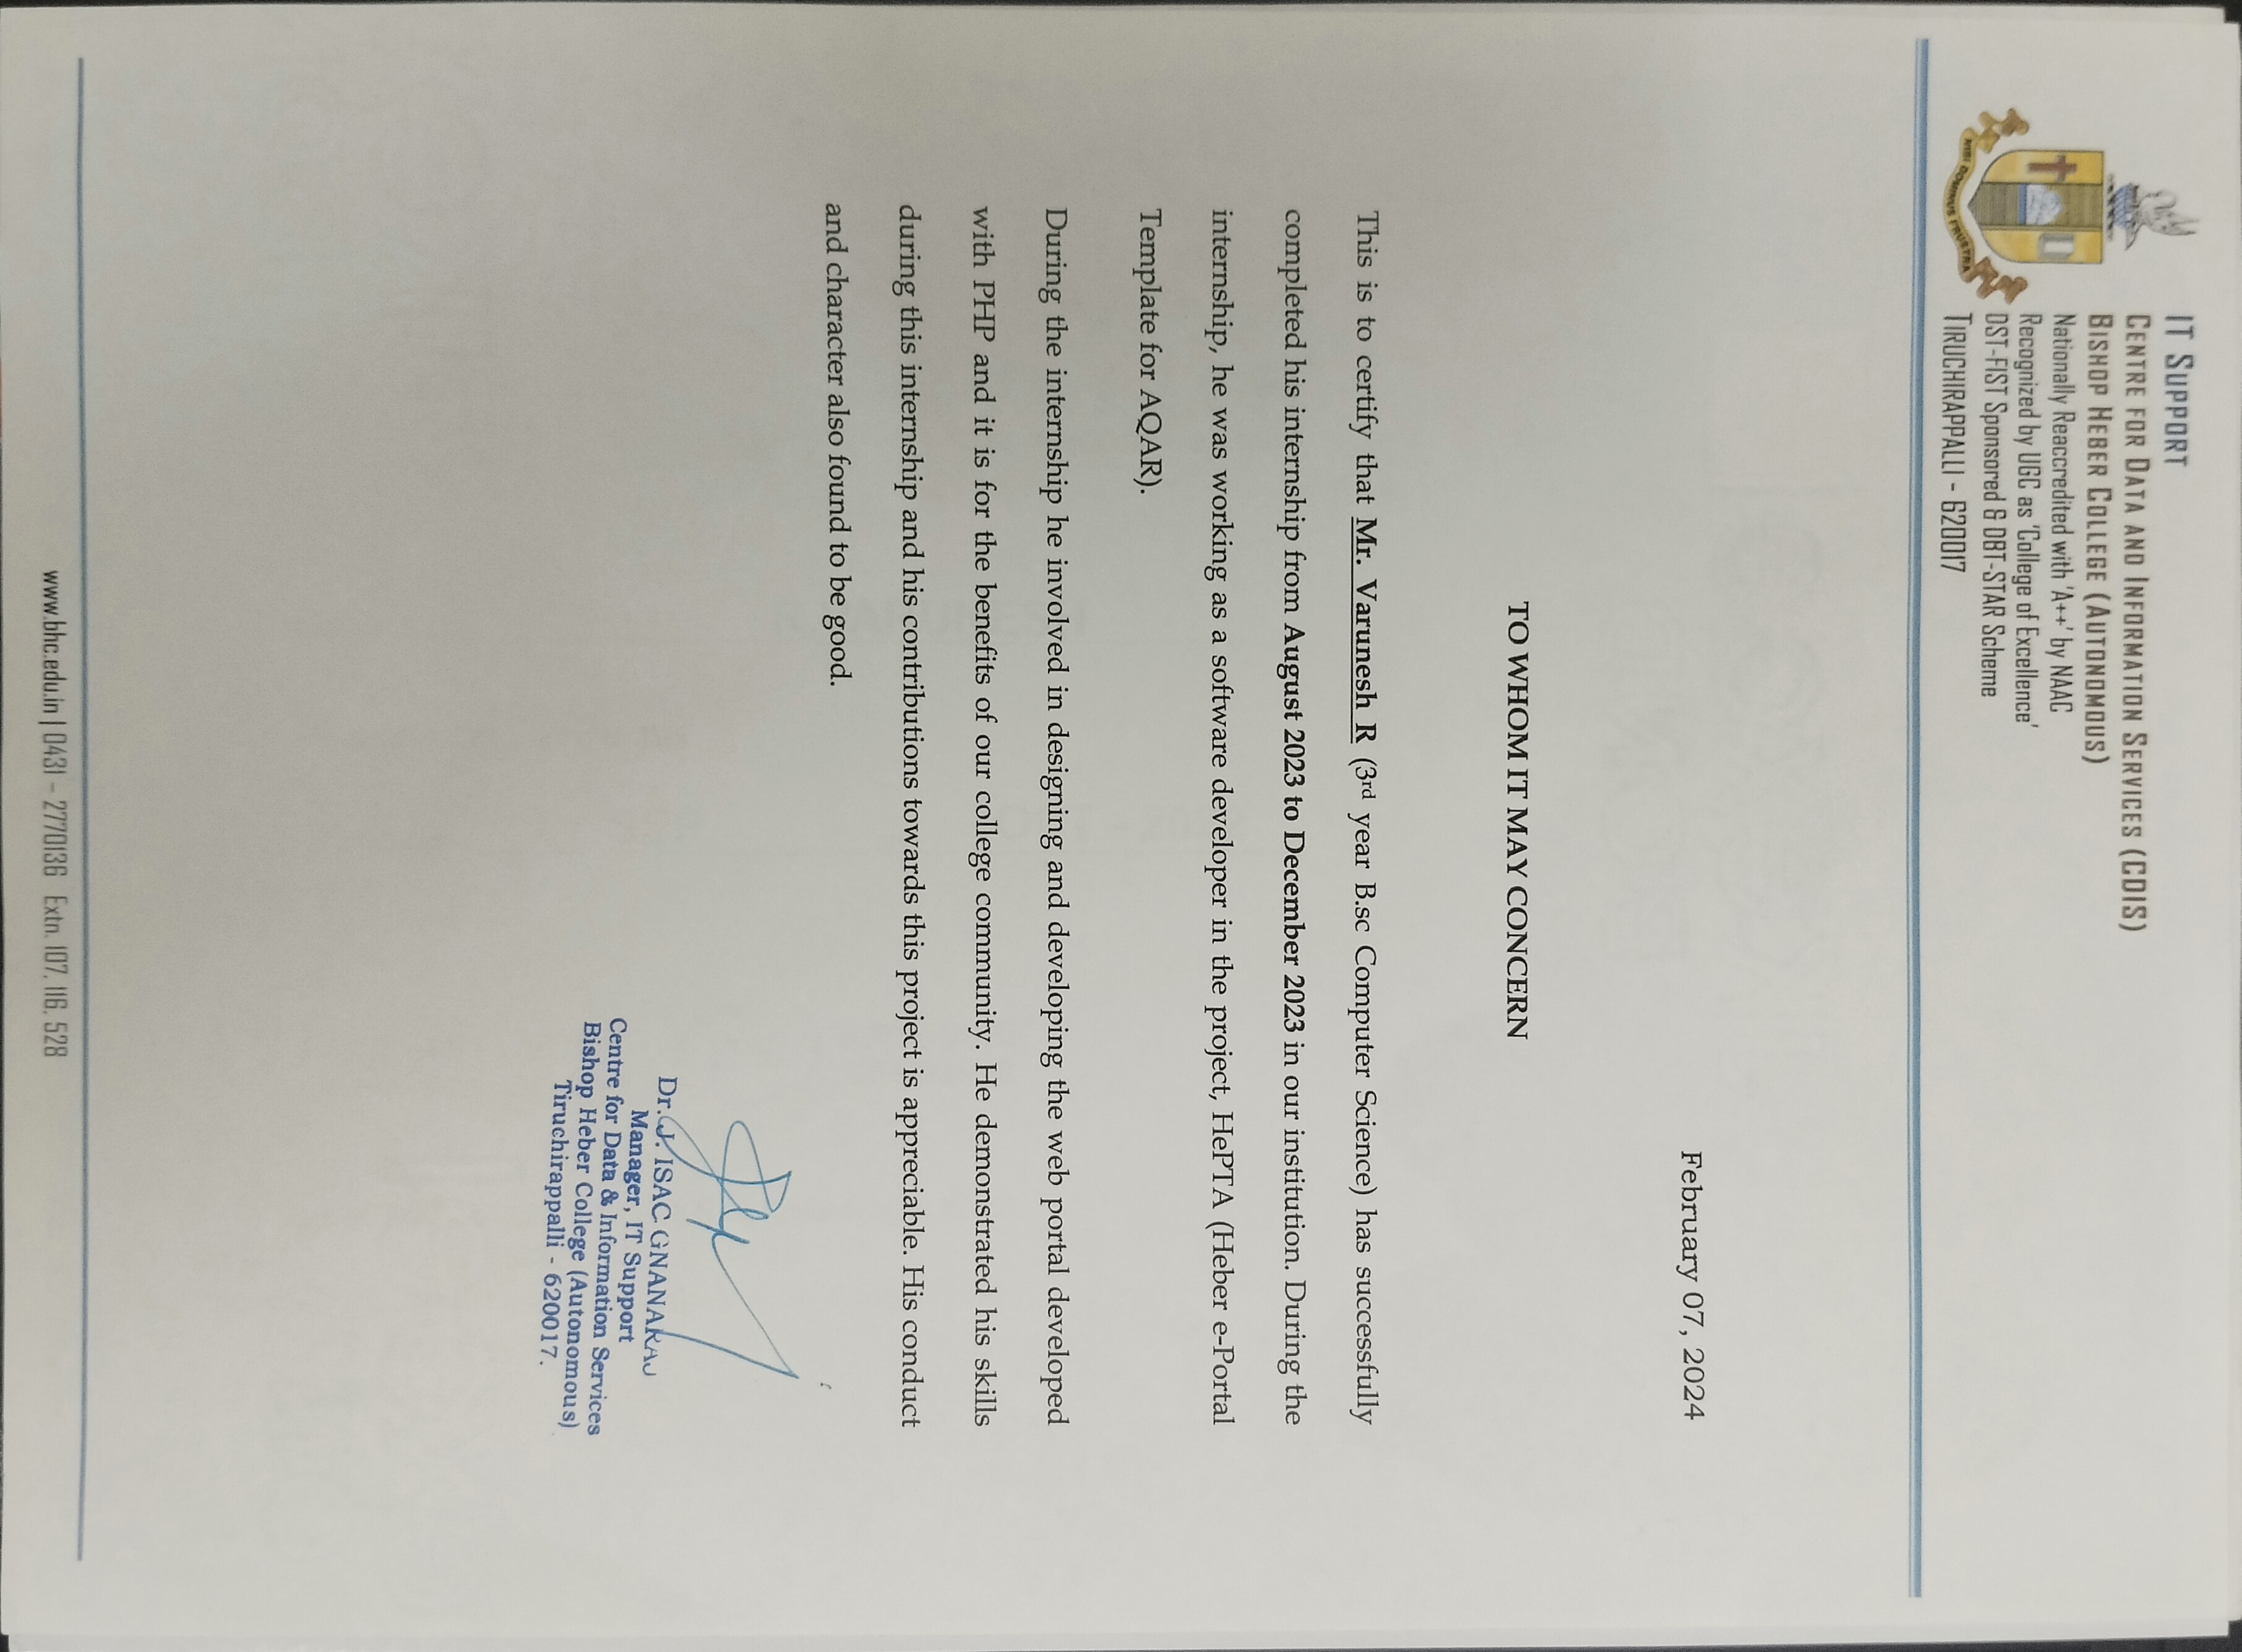 IT SUPPORT
CENTRE FOR DATA AND INFORMATION SERVICES (CDIS)
BISHOP HEBER COLLEGE (AUTONOMOUS)
Nationally Reaccredited with 'A++' by NAAC
Recognized by UGC as 'College of Excellence'
DST-FIST Sponsored & DBT-STAR Scheme
TIRUCHIRAPPALLI - 620017
NISI DOMINUS FRUSTRA
February 07, 2024
TO WHOM IT MAY CONCERN
This is to certify that Mr. Varunesh R (3rd year B.sc Computer Science) has successfully
completed his internship from August 2023 to December 2023 in our institution. During the
internship, he was working as a software developer in the project, HePTA (Heber e-Portal
Template for AQAR).
During the internship he involved in designing and developing the web portal developed
with PHP and it is for the benefits of our college community. He demonstrated his skills
during this internship and his contributions towards this project is appreciable. His conduct
and character also found to be good.
Dr. J. ISAC GNANARAJ
Manager, IT Support
Centre for Data & Information Services
Bishop Heber College (Autonomous)
Tiruchirappalli - 620017.
www.bhc.edu.in | 0431 – 2770136 Extn. 107, 116, 528